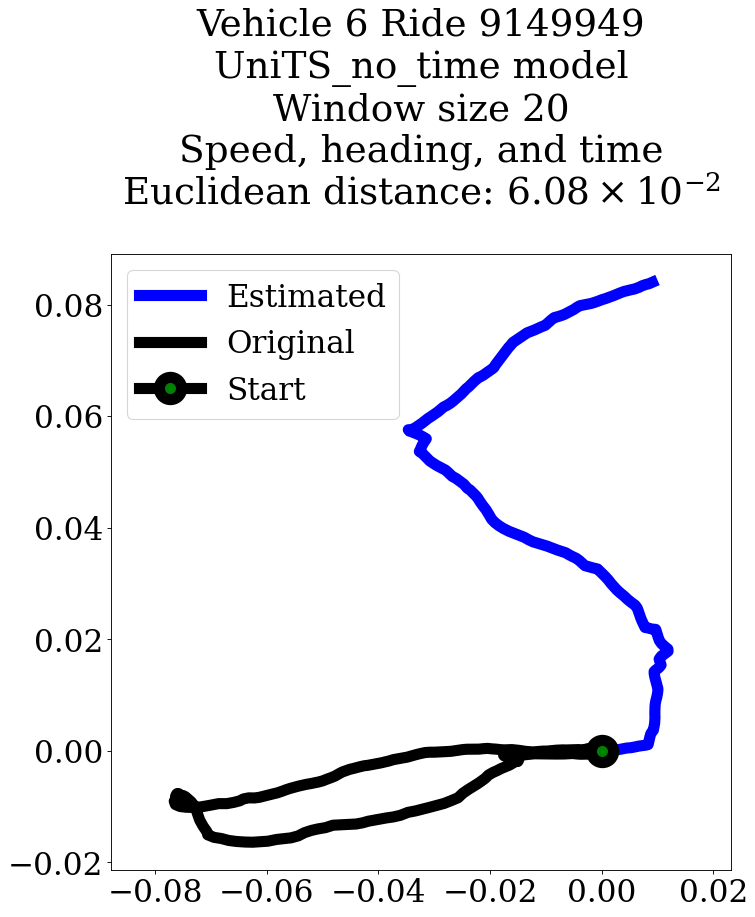 Vehicle 6 Ride 9149949
UniTS_no_time model
Window size 20
Speed, heading, and time
Euclidean distance: 6.08 × 10⁻²
Estimated
Original
Start
0.08
0.06
0.04
0.02
0.00
−0.02
−0.08 −0.06 −0.04 −0.02 0.00 0.02